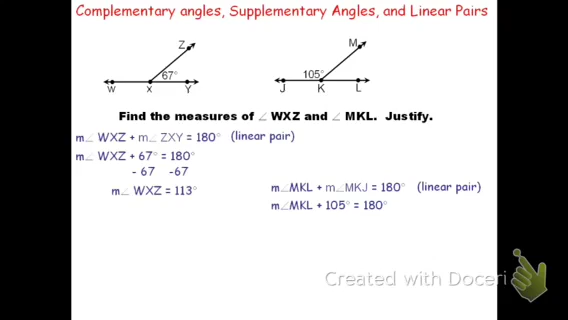 Complementary angles, Supplementary Angles, and Linear Pairs
Z
67°
W X Y
M
105°
J K L
Find the measures of ∠ WXZ and ∠ MKL. Justify.
m∠ WXZ + m∠ ZXY = 180° (linear pair)
m∠ WXZ + 67° = 180°
- 67 -67
m∠ WXZ = 113°
m∠MKL + m∠MKJ = 180° (linear pair)
m∠MKL + 105° = 180°
Created with Doceri